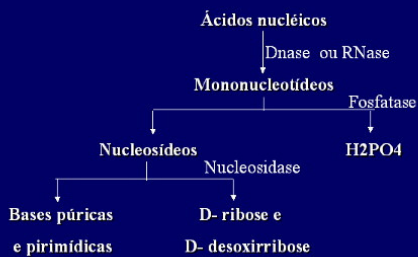 Ácidos nucléicos
Dnase ou RNase
Mononucleotídeos
Fosfatase
Nucleosídeos
H2PO4
Nucleosidase
Bases púricas
e pirimídicas
D- ribose e
D- desoxirribose